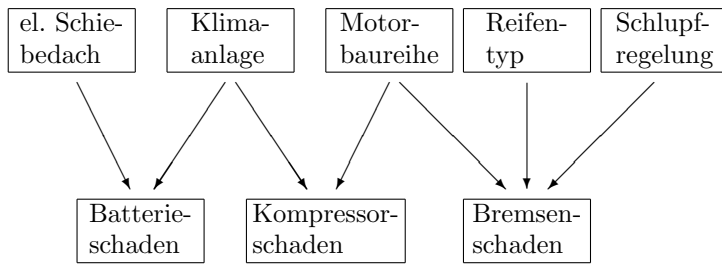 el. Schie-
bedach
Klima-
anlage
Motor-
baureihe
Reifen-
typ
Schlupf-
regelung
Batterie-
schaden
Kompressor-
schaden
Bremsen-
schaden